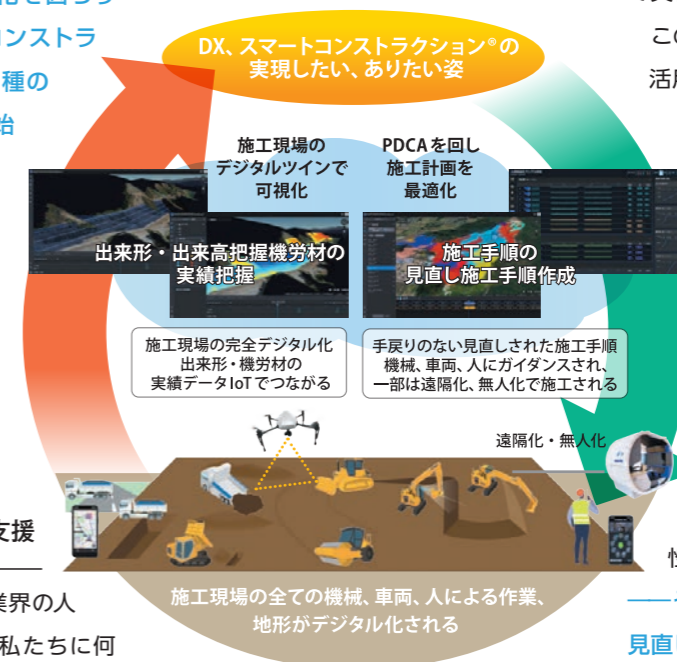 化を図らう
コンストラ
種の
始
この
活用
DX、スマートコンストラクション®の
実現したい、ありたい姿
施工現場の
デジタルツインで
可視化
PDCAを回し
施工計画を
最適化
出来形・出来高把握機労材の
実績把握
施工手順の
見直し施工手順作成
施工現場の完全デジタル化
出来形・機労材の
実績データIoTでつながる
手戻りのない見直しされた施工手順
機械、車両、人にガイダンスされ、
一部は遠隔化、無人化で施工される
遠隔化・無人化
施工現場の全ての機械、車両、人による作業、
地形がデジタル化される
支援
業界の人
私たちに何
性
見直し